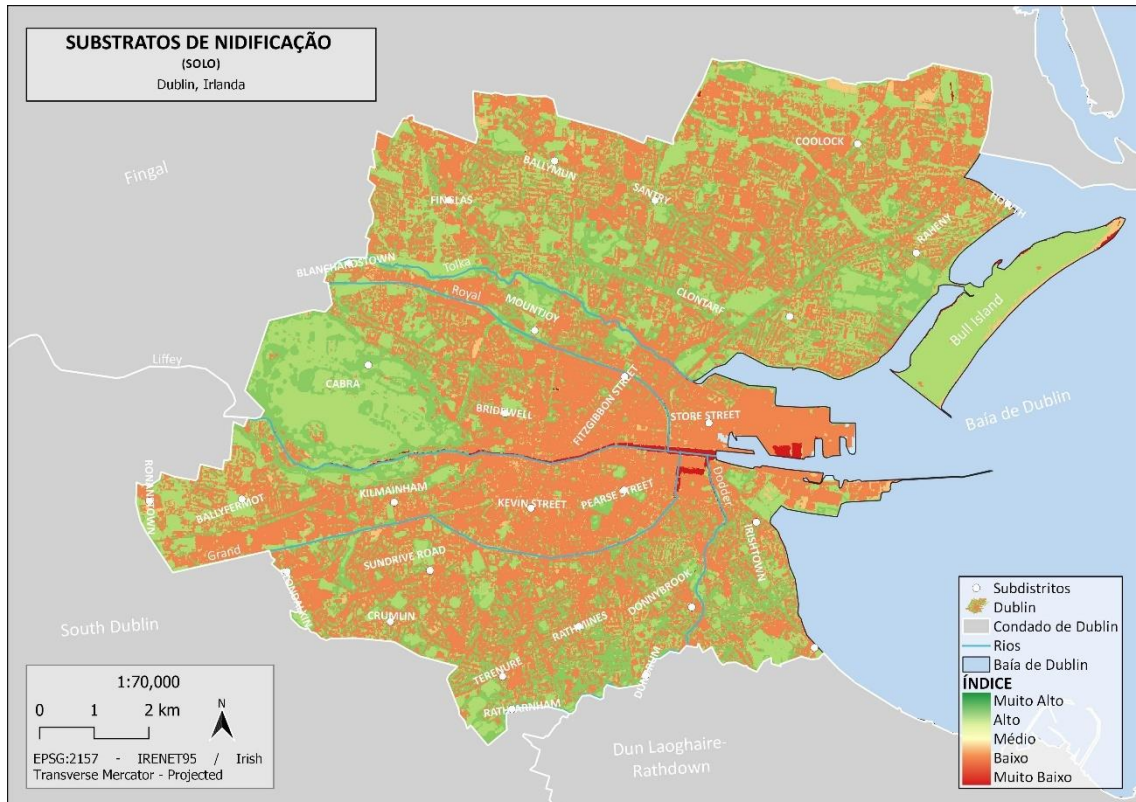 SUBSTRATOS DE NIDIFICAÇÃO
(SOLO)
Dublin, Irlanda
Fingal
COOLOCK
BALLYMUN
SANTRY
FINGLAS
HOWTH
RAHENY
BLANCHARDSTOWN
Tolka
Royal
MOUNTJOY
CLONTARF
Bull Island
Liffey
CABRA
BRIDEWELL
FITZGIBBON STREET
STORE STREET
Baía de Dublin
RONANSTOWN
BALLYFERMOT
KILMAINHAM
KEVIN STREET
PEARSE STREET
Dodder
Grand
SUNDRIVE ROAD
IRISHTOWN
CLONDALKIN
CRUMLIN
RATHMINES
DONNYBROOK
South Dublin
TERENURE
DUNDRUM
RATHFARNHAM
Dun Laoghaire-
Rathdown
1:70,000
0 1 2 km
N
EPSG:2157 - IRENET95 / Irish
Transverse Mercator - Projected
Subdistritos
Dublin
Condado de Dublin
Rios
Baía de Dublin
ÍNDICE
Muito Alto
Alto
Médio
Baixo
Muito Baixo